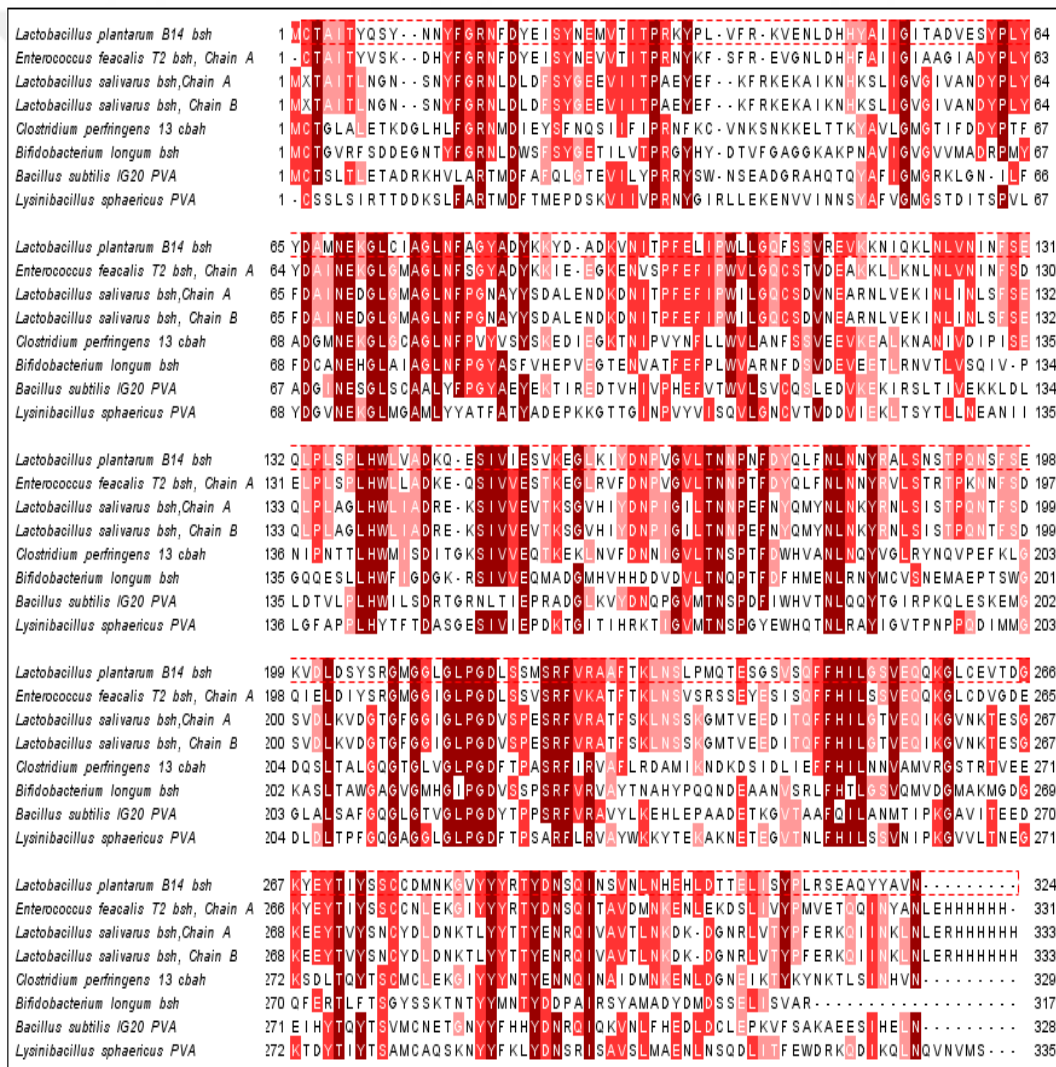 Lactobacillus plantarum B14 bsh 1 MCTAITYQSY--NNYFGRNFDYEISYNEMVTITPRKYPL-VFR-KVENLDHHYAIIGITADVESYPLY 64
Enterococcus feacalis T2 bsh, Chain A 1 -CTAITYVSK--DHYFGRNFDYEISYNEVVTITPRNYKF-SFR-EVGNLDHHFAIIGIAAGIADYPLY 63
Lactobacillus salivarus bsh,Chain A 1 MXTAITLNGN--SNYFGRNLDLDFSYGEEVIITPAEYEF--KFRKEKAIKNHKSLIGVGIVANDYPLY 64
Lactobacillus salivarus bsh, Chain B 1 MXTAITLNGN--SNYFGRNLDLDFSYGEEVIITPAEYEF--KFRKEKAIKNHKSLIGVGIVANDYPLY 64
Clostridium perfringens 13 cbah 1 MCTGLALETKDGLHLFGRNMDIEYSFNQSIIFIPRNFKC-VNKSNKKELTTKYAVLGMGTIFDDYPTF 67
Bifidobacterium longum bsh 1 MCTGVRFSDDEGNTYFGRNLDWSFSYGETILVTPRGYHY-DTVFGAGGKAKPNAVIGVGVVMADRPMY 67
Bacillus subtilis IG20 PVA 1 MCTSLTLETADRKHVLARTMDFAFQLGTEVILYPRRYSW-NSEADGRAHQTQYAFIGMGRKLGN-ILF 66
Lysinibacillus sphaericus PVA 1 -CSSLSIRTTDDKSLFARTMDFTMEPDSKVIIVPRNYGIRLLEKENVVINNSYAFVGMGSTDITSPVL 67
Lactobacillus plantarum B14 bsh 65 YDAMNEKGLCIAGLNFAGYADYKKYD-ADKVNITPFELIPWLLGQFSSVREVKKNIQKLNLVNINFSE 131
Enterococcus feacalis T2 bsh, Chain A 64 YDAINEKGLGMAGLNFSGYADYKKIE-EGKENVSPFEFIPWVLGQCSTVDEAKKLLKNLNLVNINFSD 130
Lactobacillus salivarus bsh,Chain A 65 FDAINEDGLGMAGLNFPGNAYYSDALENDKDNITPFEFIPWILGQCSDVNEARNLVEKINLINLSFSE 132
Lactobacillus salivarus bsh, Chain B 65 FDAINEDGLGMAGLNFPGNAYYSDALENDKDNITPFEFIPWILGQCSDVNEARNLVEKINLINLSFSE 132
Clostridium perfringens 13 cbah 68 ADGMNEKGLGCAGLNFPVYVSYSKEDIEGKTNIPVYNFLLWVLANFSSVEEVKEALKNANIVDIPISE 135
Bifidobacterium longum bsh 68 FDCANEHGLAIAGLNFPGYASFVHEPVEGTENVATFEFPLWVARNFDSVDEVEETLRNVTLVSQIV-P 134
Bacillus subtilis IG20 PVA 67 ADGINESGLSCAALYFPGYAEYEKTIREDTVHIVPHEFVTWVLSVCQSLEDVKEKIRSLTIVEKKLDL 134
Lysinibacillus sphaericus PVA 68 YDGVNEKGLMGAMLYYATFATYADEPKKGTTGINPVYVISQVLGNCVTVDDVIEKLTSYTLLNEANII 135
Lactobacillus plantarum B14 bsh 132 QLPLSPLHWLVADKQ-ESIVIESVKEGLKIYDNPVGVLTNNPNFDYQLFNLNNYRALSNSTPQNSFSE 198
Enterococcus feacalis T2 bsh, Chain A 131 ELPLSPLHWLLADKE-QSIVVESTKEGLRVFDNPVGVLTNNPTFDYQLFNLNNYRVLSTRTPKNNFSD 197
Lactobacillus salivarus bsh,Chain A 133 QLPLAGLHWLIADRE-KSIVVEVTKSGVHIYDNPIGILTNNPEFNYQMYNLNKYRNLSISTPQNTFSD 199
Lactobacillus salivarus bsh, Chain B 133 QLPLAGLHWLIADRE-KSIVVEVTKSGVHIYDNPIGILTNNPEFNYQMYNLNKYRNLSISTPQNTFSD 199
Clostridium perfringens 13 cbah 136 NIPNTTLHWMISDITGKSIVVEQTKEKLNVFDNNIGVLTNSPTFDWHVANLNQYVGLRYNQVPEFKLG 203
Bifidobacterium longum bsh 135 GQQESLLHWFIGDGK-RSIVVEQMADGMHVHHDDVDVLTNQPTFDFHMENLRNYMCVSNEMAEPTSWG 201
Bacillus subtilis IG20 PVA 135 LDTVLPLHWILSDRTGRNLTIEPRADGLKVYDNQPGVMTNSPDFIWHVTNLQQYTGIRPKQLESKEMG 202
Lysinibacillus sphaericus PVA 136 LGFAPPLHYTFTDASGESIVIEPDKTGITIHRKTIGVMTNSPGYEWHQTNLRAYIGVTPNPPQDIMMG 203
Lactobacillus plantarum B14 bsh 199 KVDLDSYSRGMGGLGLPGDLSSMSRFVRAAFTKLNSLPMQTESGSVSQFFHILGSVEQQKGLCEVTDG 266
Enterococcus feacalis T2 bsh, Chain A 198 QIELDIYSRGMGGIGLPGDLSSVSRFVKATFTKLNSVSRSSEYESISQFFHILSSVEQQKGLCDVGDE 265
Lactobacillus salivarus bsh,Chain A 200 SVDLKVDGTGFGGIGLPGDVSPESRFVRATFSKLNSSKGMTVEEDITQFFHILGTVEQIKGVNKTESG 267
Lactobacillus salivarus bsh, Chain B 200 SVDLKVDGTGFGGIGLPGDVSPESRFVRATFSKLNSSKGMTVEEDITQFFHILGTVEQIKGVNKTESG 267
Clostridium perfringens 13 cbah 204 DQSLTALGQGTGLVGLPGDFTPASRFIRVAFLRDAMIKNDKDSIDLIEFFHILNNVAMVRGSTRTVEE 271
Bifidobacterium longum bsh 202 KASLTAWGAGVGMHGIPGDVSSPSRFVRVAYTNAHYPQQNDEAANVSRLFHTLGSVQMVDGMAKMGDG 269
Bacillus subtilis IG20 PVA 203 GLALSAFGQGLGTVGLPGDYTPPSRFVRAVYLKEHLEPAADETKGVTAAFQILANMTIPKGAVITEED 270
Lysinibacillus sphaericus PVA 204 DLDLTPFGQGAGGLGLPGDFTPSARFLRVAYWKKYTEKAKNETEGVTNLFHILSSVNIPKGVVLTNEG 271
Lactobacillus plantarum B14 bsh 267 KYEYTIYSSCCDMNKGVYYYRTYDNSQINSVNLNHEHLDTTELISYPLRSEAQYYAVN--------- 324
Enterococcus feacalis T2 bsh, Chain A 266 KYEYTIYSSCCNLEKGIYYYRTYDNSQITAVDMNKENLEKDSLIVYPMVETQQINYANLEHHHHHH- 331
Lactobacillus salivarus bsh,Chain A 268 KEEYTVYSNCYDLDNKTLYYTTYENRQIVAVTLNKDK-DGNRLVTYPFERKQIINKLNLERHHHHHH 333
Lactobacillus salivarus bsh, Chain B 268 KEEYTVYSNCYDLDNKTLYYTTYENRQIVAVTLNKDK-DGNRLVTYPFERKQIINKLNLERHHHHHH 333
Clostridium perfringens 13 cbah 272 KSDLTQYTSCMCLEKGIYYYNTYENNQINAIDMNKENLDGNEIKTYKYNKTLSINHVN--------- 329
Bifidobacterium longum bsh 270 QFERTLFTSGYSSKTNTYYMNTYDDPAIRSYAMADYDMDSSELISVAR------------------- 317
Bacillus subtilis IG20 PVA 271 EIHYTQYTSVMCNETGNYYFHHYDNRQIQKVNLFHEDLDCLEPKVFSAKAEESIHELN--------- 328
Lysinibacillus sphaericus PVA 272 KTDYTIYTSAMCAQSKNYYFKLYDNSRISAVSLMAENLNSQDLITFEWDRKQDIKQLNQVNVMS--- 335